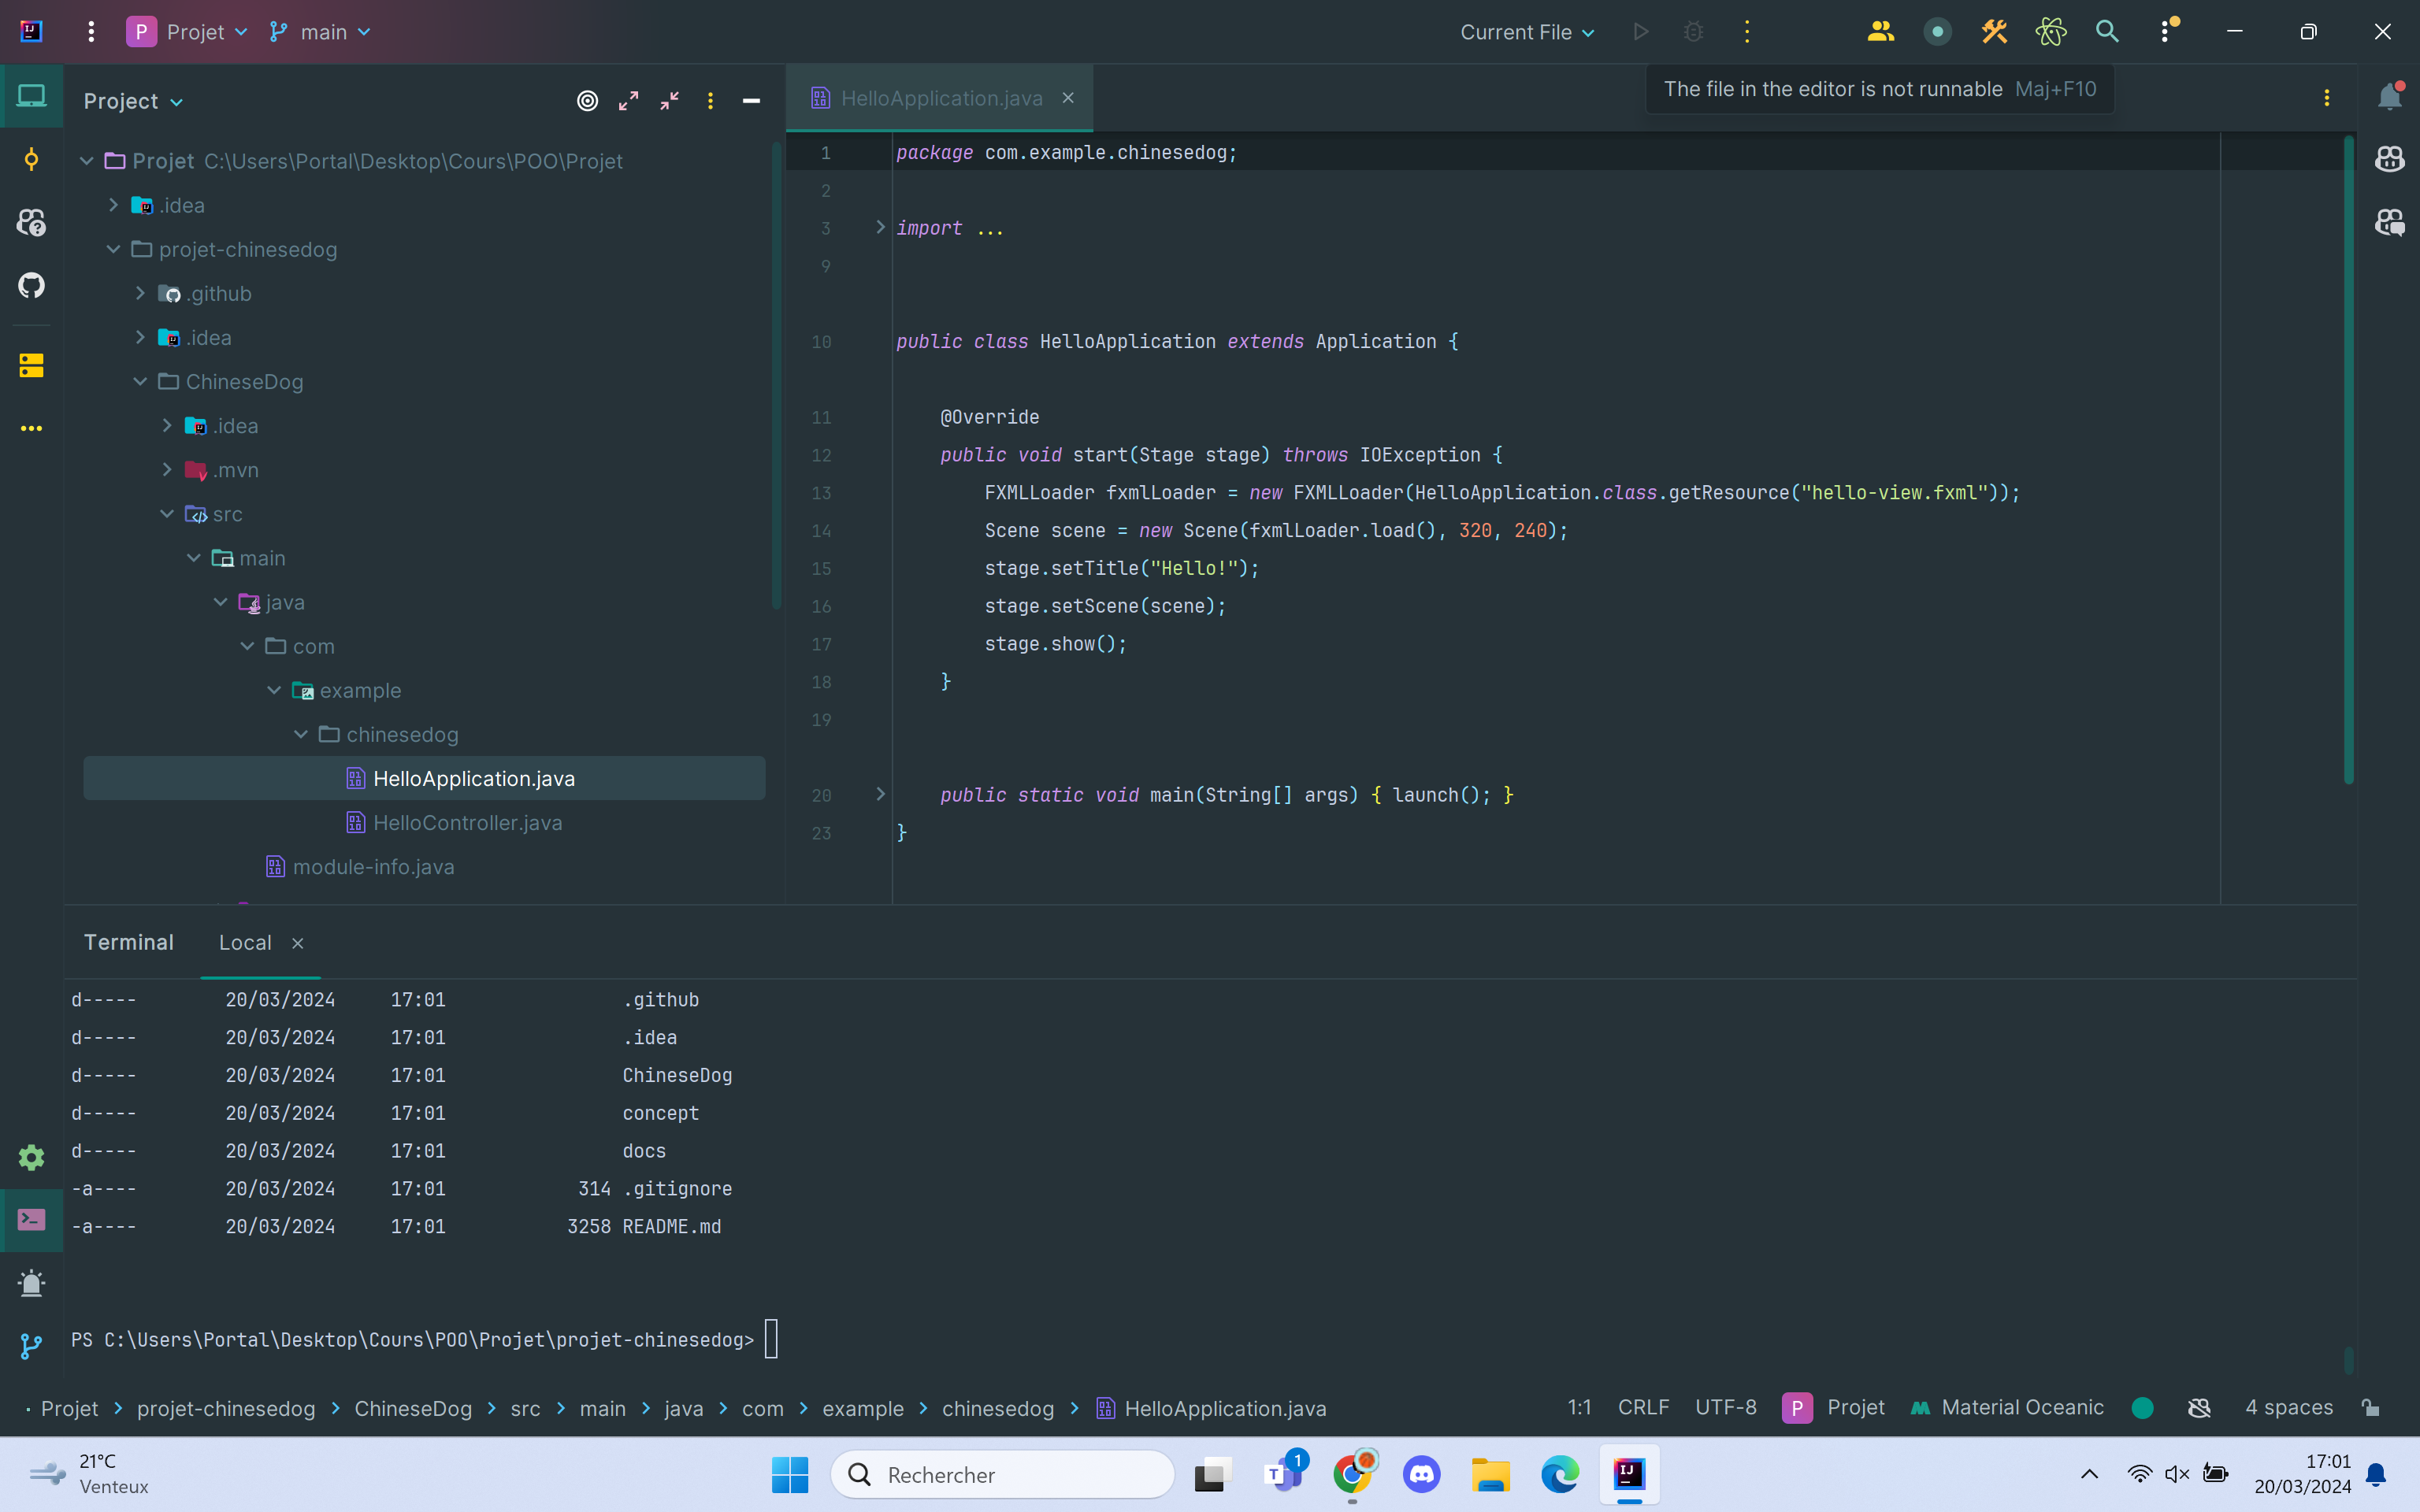 P Projet main Current File
The file in the editor is not runnable Maj+F10
Project
Projet C:\Users\Portal\Desktop\Cours\POO\Projet
.idea
projet-chinesedog
.github
.idea
ChineseDog
.idea
.mvn
src
main
java
com
example
chinesedog
HelloApplication.java
HelloController.java
module-info.java
HelloApplication.java
1 package com.example.chinesedog;
2
3 import ...
9
10 public class HelloApplication extends Application {
11 @Override
12 public void start(Stage stage) throws IOException {
13 FXMLLoader fxmlLoader = new FXMLLoader(HelloApplication.class.getResource("hello-view.fxml"));
14 Scene scene = new Scene(fxmlLoader.load(), 320, 240);
15 stage.setTitle("Hello!");
16 stage.setScene(scene);
17 stage.show();
18 }
19
20 public static void main(String[] args) { launch(); }
23 }
Terminal Local
d----- 20/03/2024 17:01 .github
d----- 20/03/2024 17:01 .idea
d----- 20/03/2024 17:01 ChineseDog
d----- 20/03/2024 17:01 concept
d----- 20/03/2024 17:01 docs
-a---- 20/03/2024 17:01 314 .gitignore
-a---- 20/03/2024 17:01 3258 README.md
PS C:\Users\Portal\Desktop\Cours\POO\Projet\projet-chinesedog>
Projet > projet-chinesedog > ChineseDog > src > main > java > com > example > chinesedog > HelloApplication.java 1:1 CRLF UTF-8 P Projet Material Oceanic 4 spaces
21°C
Venteux
Rechercher
1
17:01
20/03/2024